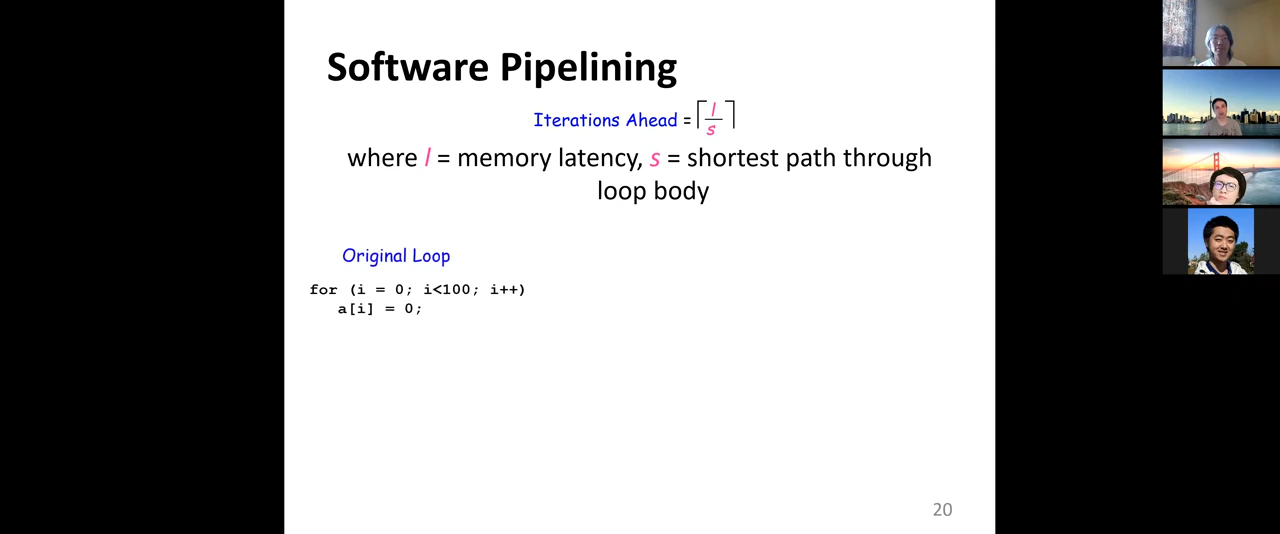 Software Pipelining
Iterations Ahead = ⌈l/s⌉
where l = memory latency, s = shortest path through
loop body
Original Loop
for (i = 0; i<100; i++)
a[i] = 0;
20